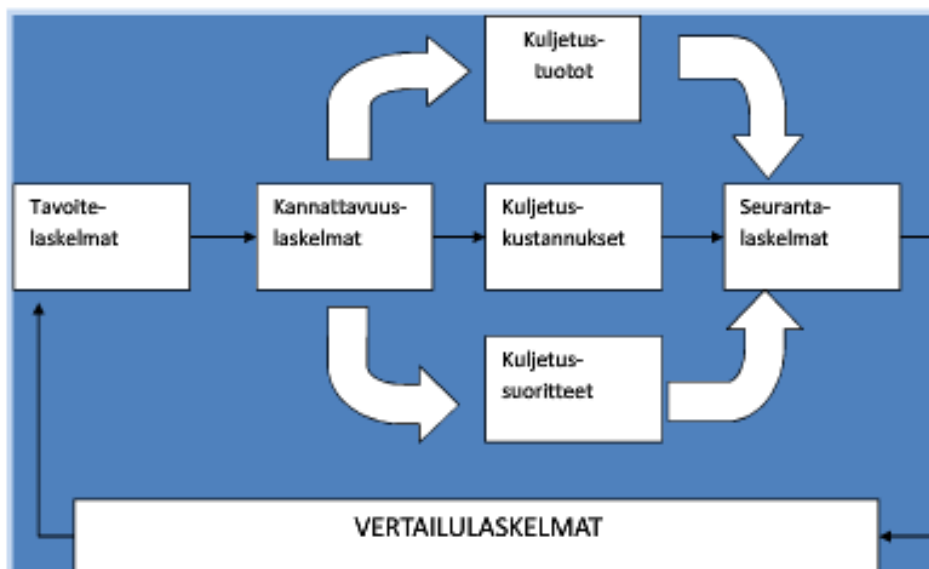 Kuljetus-
tuotot
Tavoite-
laskelmat
Kannattavuus-
laskelmat
Kuljetus-
kustannukset
Seuranta-
laskelmat
Kuljetus-
suoritteet
VERTAILULASKELMAT